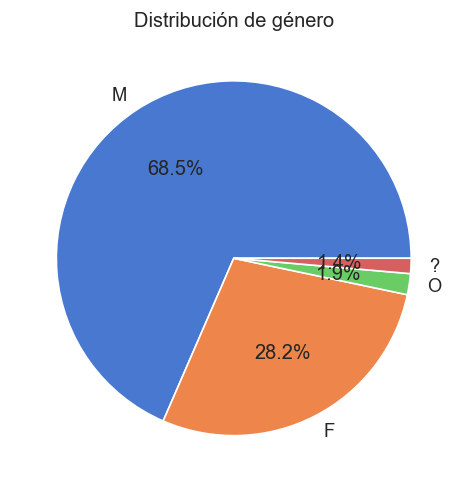 Distribución de género
M
68.5%
1.4%
?
1.9%
O
28.2%
F